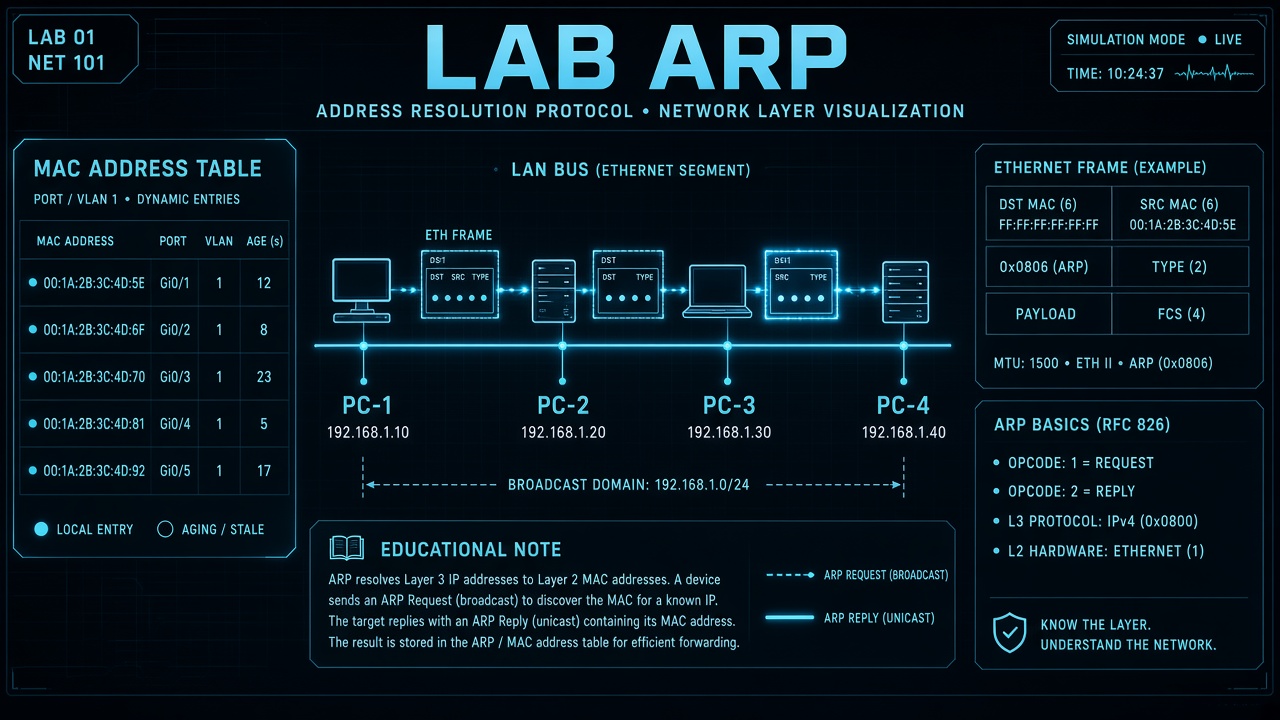 LAB 01
NET 101
LAB ARP
ADDRESS RESOLUTION PROTOCOL • NETWORK LAYER VISUALIZATION
SIMULATION MODE ● LIVE
TIME: 10:24:37
MAC ADDRESS TABLE
PORT / VLAN 1 • DYNAMIC ENTRIES
MAC ADDRESS PORT VLAN AGE (s)
00:1A:2B:3C:4D:5E Gi0/1 1 12
00:1A:2B:3C:4D:6F Gi0/2 1 8
00:1A:2B:3C:4D:70 Gi0/3 1 23
00:1A:2B:3C:4D:81 Gi0/4 1 5
00:1A:2B:3C:4D:92 Gi0/5 1 17
LOCAL ENTRY
AGING / STALE
LAN BUS (ETHERNET SEGMENT)
ETH FRAME
DST SRC TYPE
DST
DST TYPE
SRC TYPE
PC-1
192.168.1.10
PC-2
192.168.1.20
PC-3
192.168.1.30
PC-4
192.168.1.40
BROADCAST DOMAIN: 192.168.1.0/24
EDUCATIONAL NOTE
ARP resolves Layer 3 IP addresses to Layer 2 MAC addresses. A device
sends an ARP Request (broadcast) to discover the MAC for a known IP.
The target replies with an ARP Reply (unicast) containing its MAC address.
The result is stored in the ARP / MAC address table for efficient forwarding.
ARP REQUEST (BROADCAST)
ARP REPLY (UNICAST)
ETHERNET FRAME (EXAMPLE)
DST MAC (6) SRC MAC (6)
FF:FF:FF:FF:FF:FF 00:1A:2B:3C:4D:5E
0x0806 (ARP) TYPE (2)
PAYLOAD FCS (4)
MTU: 1500 • ETH II • ARP (0x0806)
ARP BASICS (RFC 826)
• OPCODE: 1 = REQUEST
• OPCODE: 2 = REPLY
• L3 PROTOCOL: IPv4 (0x0800)
• L2 HARDWARE: ETHERNET (1)
KNOW THE LAYER.
UNDERSTAND THE NETWORK.